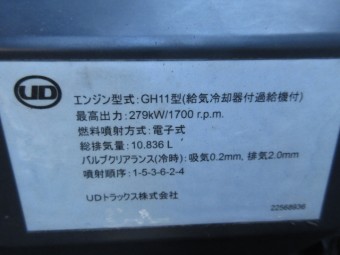 UD
エンジン型式:GH11型(給気冷却器付過給機付)
最高出力:279kW/1700 r.p.m.
燃料噴射方式:電子式
総排気量:10.836 L
バルブクリアランス(冷時):吸気0.2mm, 排気2.0mm
噴射順序:1-5-3-6-2-4
UDトラックス株式会社